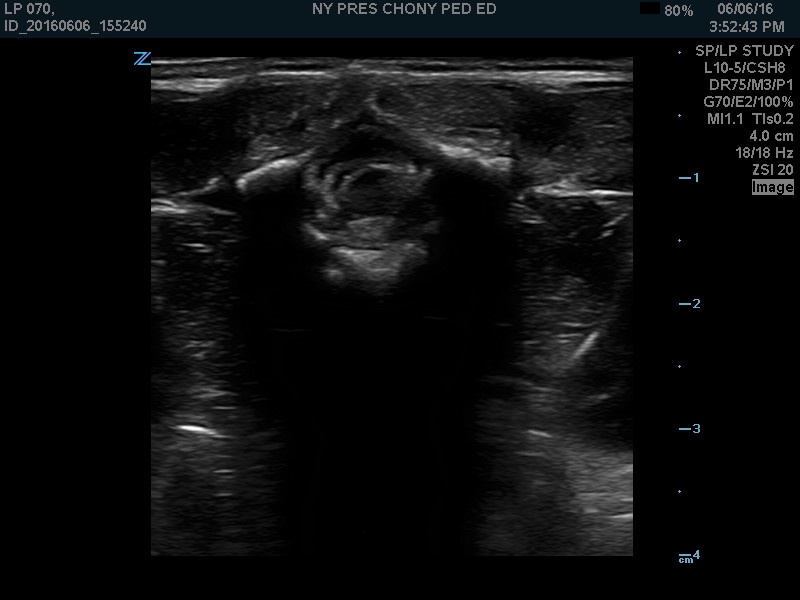 LP 070,
ID_20160606_155240
NY PRES CHONY PED ED
80%
06/06/16
3:52:43 PM
SP/LP STUDY
L10-5/CSH8
DR75/M3/P1
G70/E2/100%
MI1.1 TIs0.2
4.0 cm
18/18 Hz
ZSI 20
Image
Z
1
2
3
4
cm